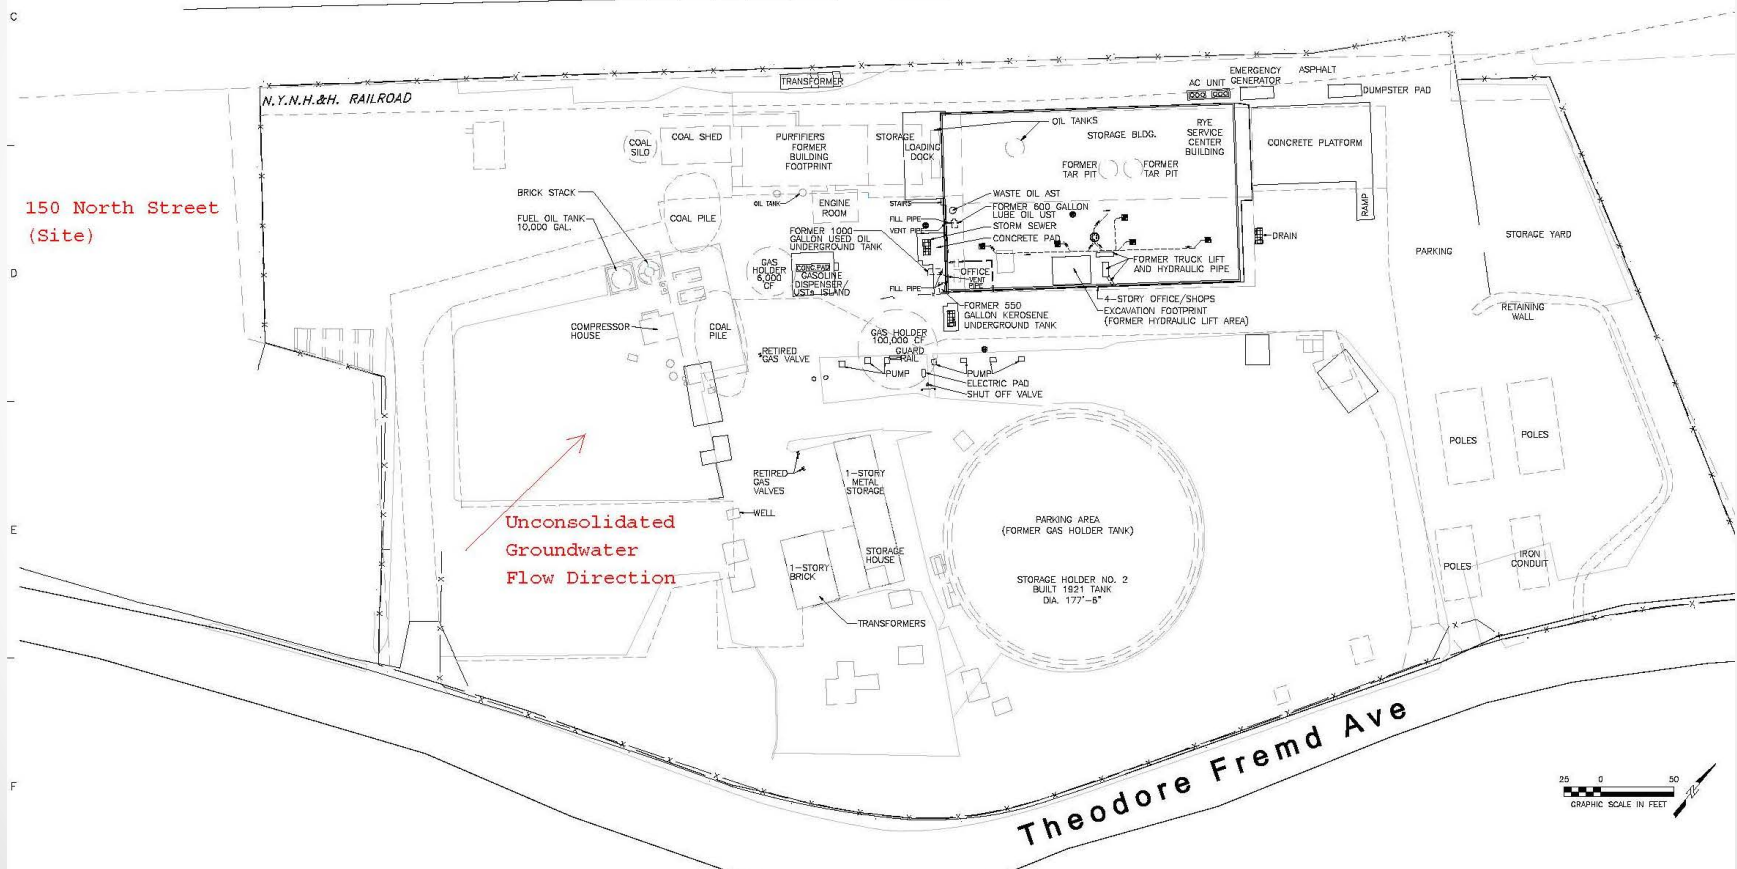 C
TRANSFORMER
N.Y.N.H.&H. RAILROAD
AC UNIT
EMERGENCY
GENERATOR
ASPHALT
DUMPSTER PAD
COAL
SILO
COAL SHED
PURFIFIERS
FORMER
BUILDING
FOOTPRINT
STORAGE
LOADING
DOCK
OIL TANKS
STORAGE BLDG.
RYE
SERVICE
CENTER
BUILDING
CONCRETE PLATFORM
FORMER
TAR PIT
FORMER
TAR PIT
RAMP
150 North Street
(Site)
BRICK STACK
FUEL OIL TANK
10,000 GAL.
COAL PILE
OIL TANK
ENGINE
ROOM
STAIRS
FILL PIPE
VENT PIPE
WASTE OIL AST
FORMER 600 GALLON
LUBE OIL UST
STORM SEWER
CONCRETE PAD
FORMER 1000
GALLON USED OIL
UNDERGROUND TANK
DRAIN
PARKING
STORAGE YARD
D
GAS
HOLDER
6,000
CF
CONC.PAD
GASOLINE
DISPENSER/
USTs ISLAND
OFFICE
VENT
PIPE
FILL PIPE
FORMER TRUCK LIFT
AND HYDRAULIC PIPE
4-STORY OFFICE/SHOPS
EXCAVATION FOOTPRINT
(FORMER HYDRAULIC LIFT AREA)
FORMER 550
GALLON KEROSENE
UNDERGROUND TANK
RETAINING
WALL
COMPRESSOR
HOUSE
COAL
PILE
GAS HOLDER
100,000 CF
GUARD
RAIL
RETIRED
GAS VALVE
PUMP
PUMP
ELECTRIC PAD
SHUT OFF VALVE
POLES
POLES
RETIRED
GAS
VALVES
1-STORY
METAL
STORAGE
WELL
E
Unconsolidated
Groundwater
Flow Direction
PARKING AREA
(FORMER GAS HOLDER TANK)
STORAGE
HOUSE
1-STORY
BRICK
STORAGE HOLDER NO. 2
BUILT 1921 TANK
DIA. 177'-6"
POLES
IRON
CONDUIT
TRANSFORMERS
Theodore Fremd Ave
F
25 0 50
GRAPHIC SCALE IN FEET
N